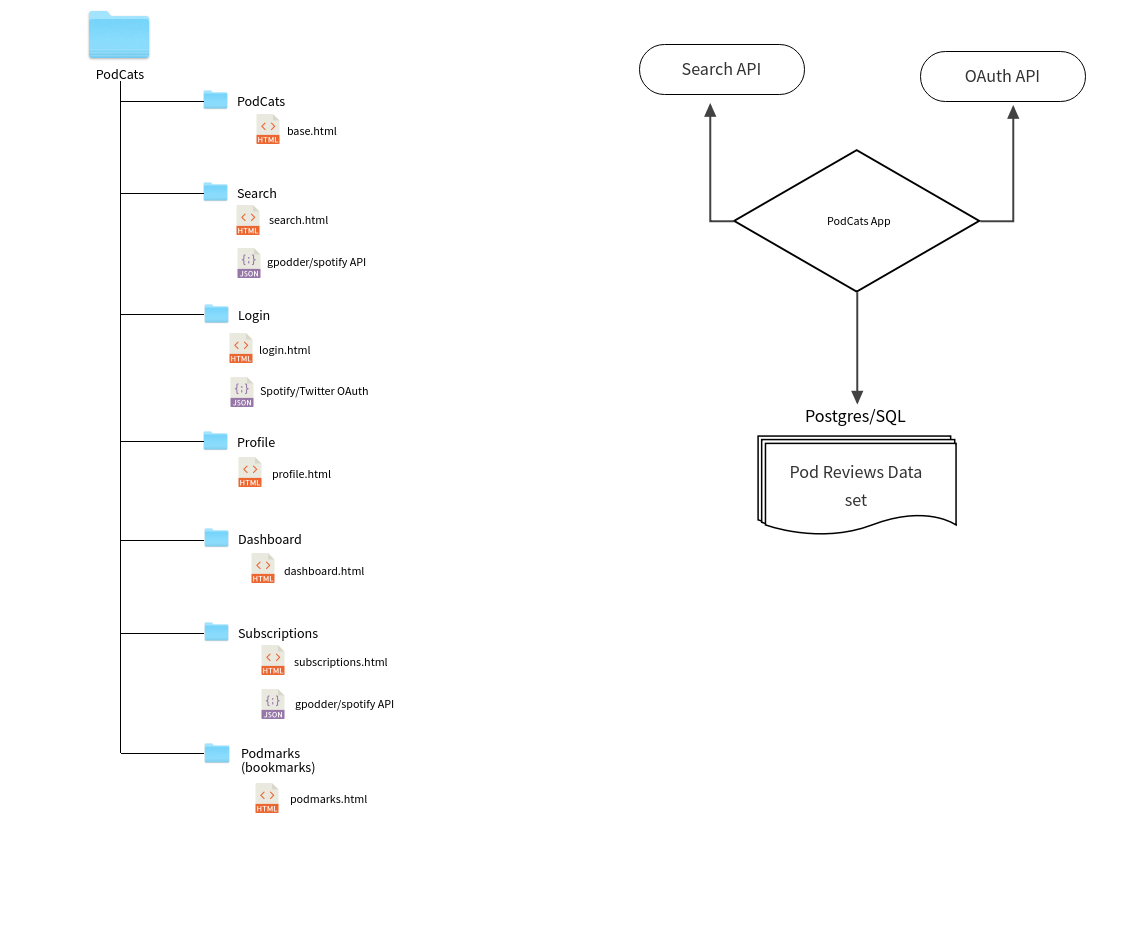 PodCats
PodCats
HTML
base.html
Search
HTML
search.html
{;}
JSON
gpodder/spotify API
Login
HTML
login.html
{;}
JSON
Spotify/Twitter OAuth
Profile
HTML
profile.html
Dashboard
HTML
dashboard.html
Subscriptions
HTML
subscriptions.html
{;}
JSON
gpodder/spotify API
Podmarks
(bookmarks)
HTML
podmarks.html
Search API
OAuth API
PodCats App
Postgres/SQL
Pod Reviews Data
set